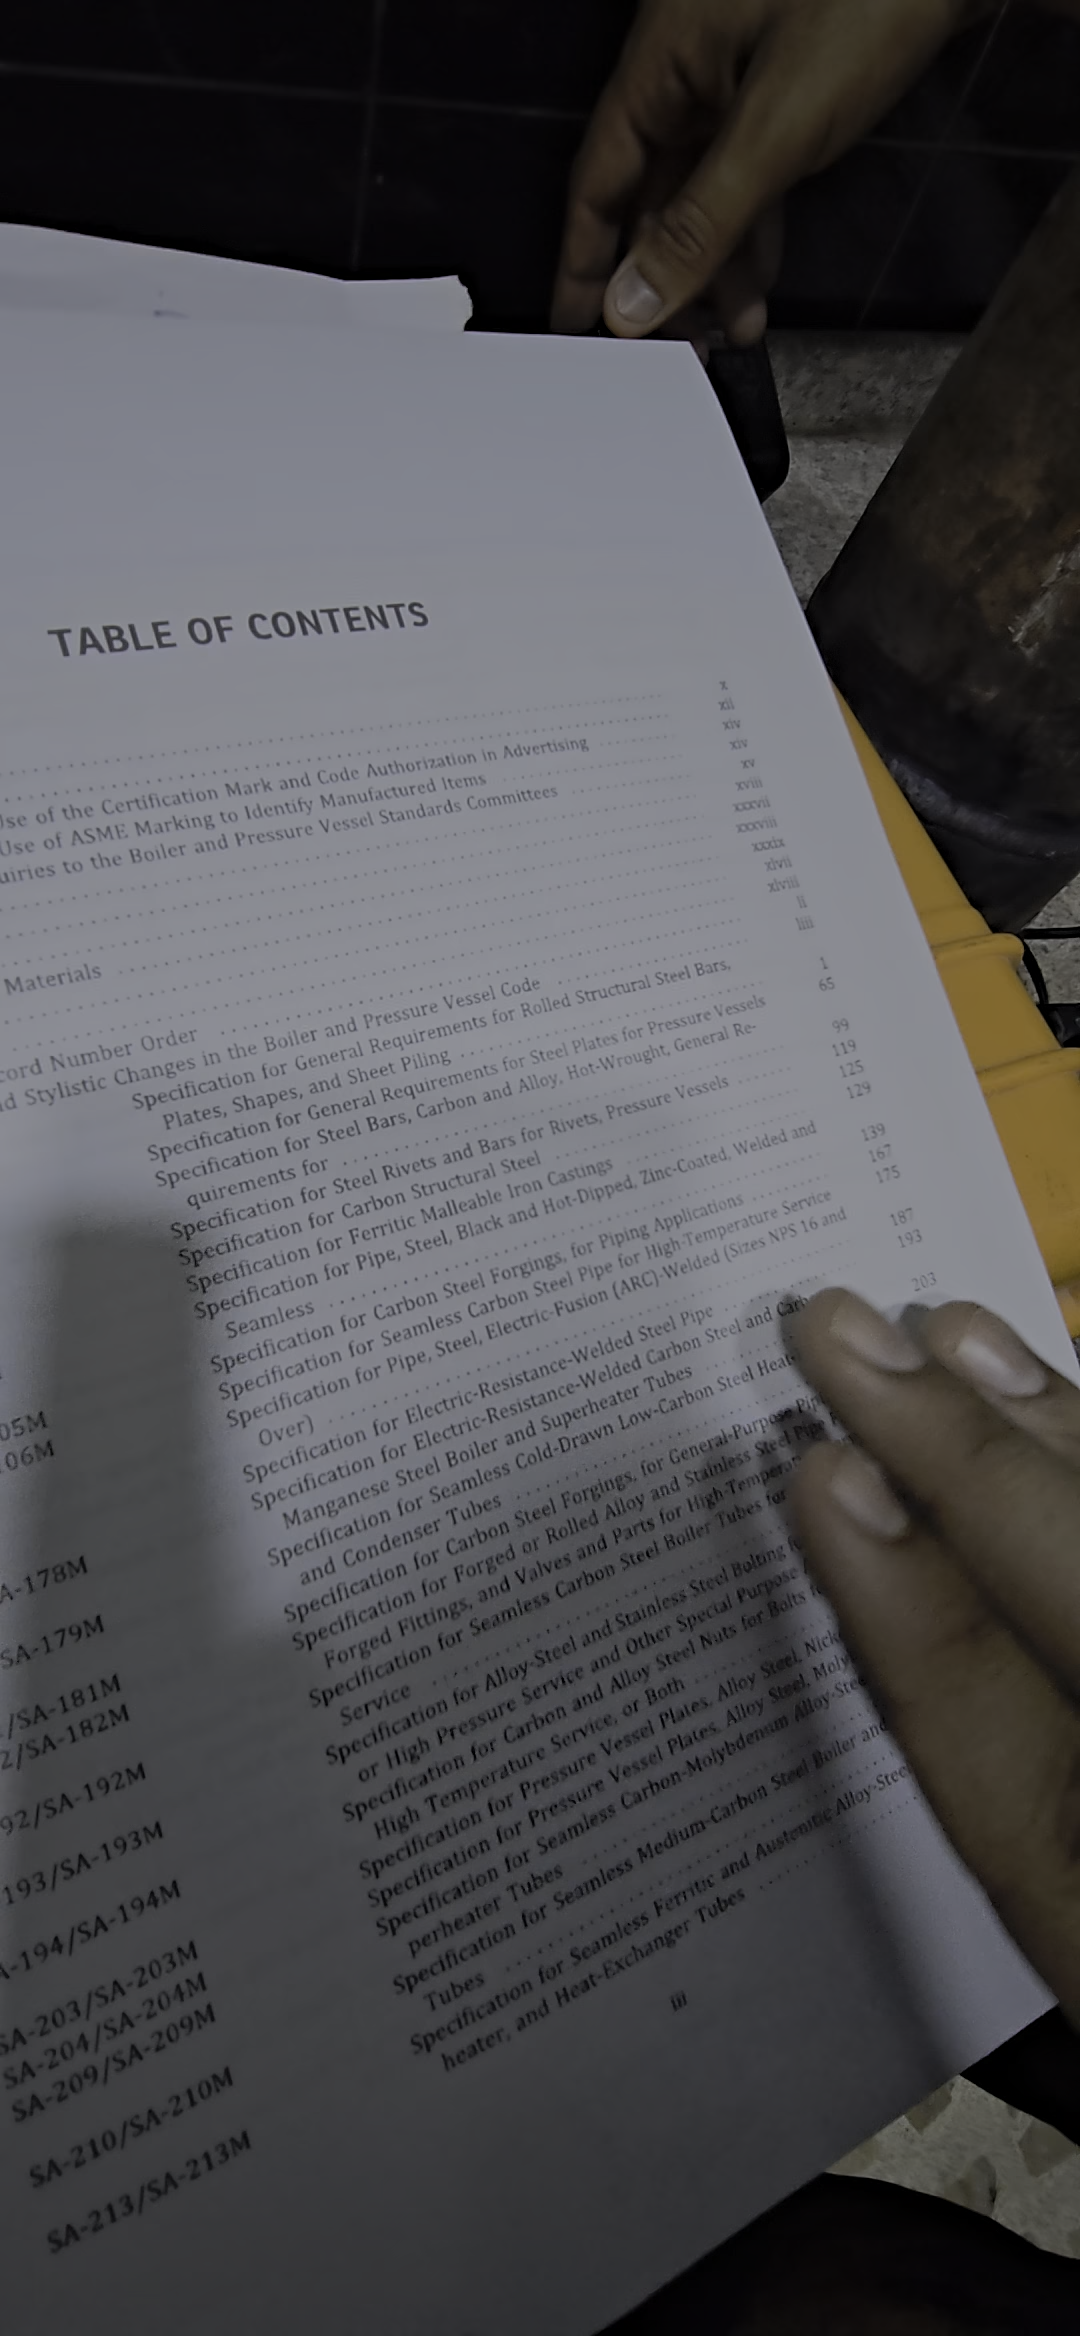 TABLE OF CONTENTS
x
xii
Use of the Certification Mark and Code Authorization in Advertising xiv
Use of ASME Marking to Identify Manufactured Items xiv
to the Boiler and Pressure Vessel Standards Committees xv
xviii
xxxvii
xxxviii
Materials xxxix
xlvii
xlviii
Number Order li
Stylistic Changes in the Boiler and Pressure Vessel Code liii
Specification for General Requirements for Rolled Structural Steel Bars,
Plates, Shapes, and Sheet Piling 1
Specification for General Requirements for Steel Plates for Pressure Vessels 65
Specification for Steel Bars, Carbon and Alloy, Hot-Wrought, General Re-
quirements for 99
Specification for Steel Rivets and Bars for Rivets, Pressure Vessels 119
Specification for Carbon Structural Steel 125
Specification for Ferritic Malleable Iron Castings 129
Specification for Pipe, Steel, Black and Hot-Dipped, Zinc-Coated, Welded and
Seamless 139
05M Specification for Carbon Steel Forgings, for Piping Applications 167
06M Specification for Seamless Carbon Steel Pipe for High-Temperature Service 175
Specification for Pipe, Steel, Electric-Fusion (ARC)-Welded (Sizes NPS 16 and
Over) 187
Specification for Electric-Resistance-Welded Steel Pipe 193
A-178M Specification for Electric-Resistance-Welded Carbon Steel and
Manganese Steel Boiler and Superheater Tubes 203
SA-179M Specification for Seamless Cold-Drawn Low-Carbon Steel Heat-
and Condenser Tubes
/SA-181M Specification for Carbon Steel Forgings, for General-Purpose
2/SA-182M Specification for Forged or Rolled Alloy and Stainless Steel Pipe
Forged Fittings, and Valves and Parts for High-
92/SA-192M Specification for Seamless Carbon Steel Boiler Tubes for
Service
193/SA-193M Specification for Alloy-Steel and Stainless Steel Bolting
or High Pressure Service and Other Special Purpose
A-194/SA-194M Specification for Carbon and Alloy Steel Nuts for Bolts
High Temperature Service, or Both
SA-203/SA-203M Specification for Pressure Vessel Plates, Alloy Steel,
SA-204/SA-204M Specification for Pressure Vessel Plates, Alloy Steel,
SA-209/SA-209M Specification for Seamless Carbon-Molybdenum
perheater Tubes
SA-210/SA-210M Specification for Seamless Medium-Carbon Steel Boiler and
Tubes
SA-213/SA-213M Specification for Seamless Ferritic and Austenitic
heater, and Heat-Exchanger Tubes
iii